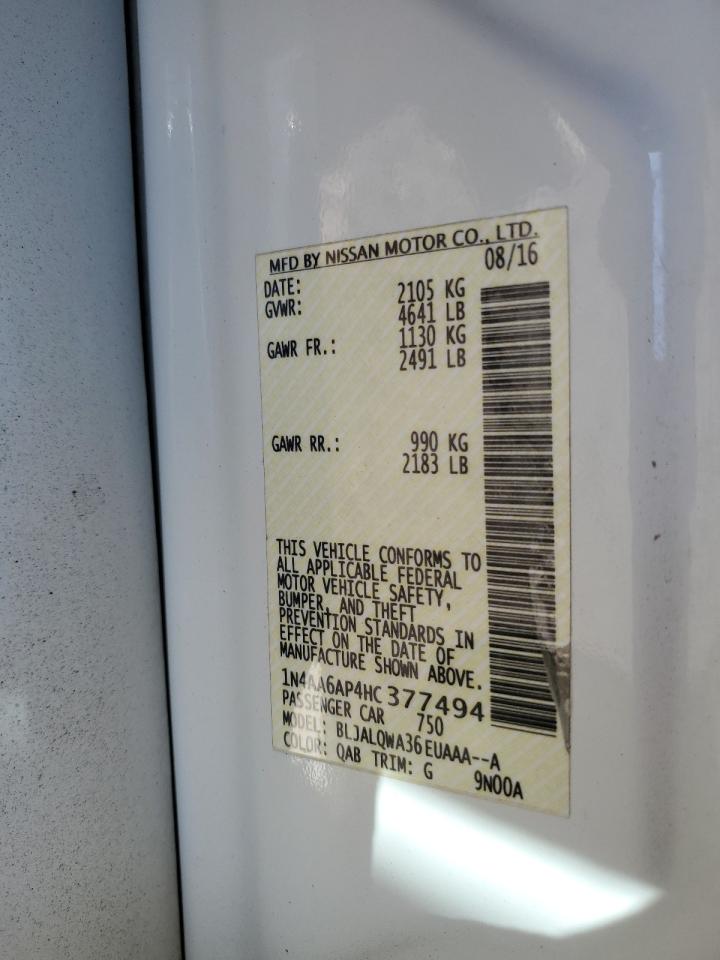 MFD BY NISSAN MOTOR CO., LTD.
DATE: 08/16
GVWR: 2105 KG
4641 LB
GAWR FR.: 1130 KG
2491 LB
GAWR RR.: 990 KG
2183 LB
THIS VEHICLE CONFORMS TO
ALL APPLICABLE FEDERAL
MOTOR VEHICLE SAFETY,
BUMPER, AND THEFT
PREVENTION STANDARDS IN
EFFECT ON THE DATE OF
MANUFACTURE SHOWN ABOVE.
1N4AA6AP4HC377494
PASSENGER CAR 750
MODEL: BLJALQWA36EUAAA--A
COLOR: QAB TRIM: G 9N00A